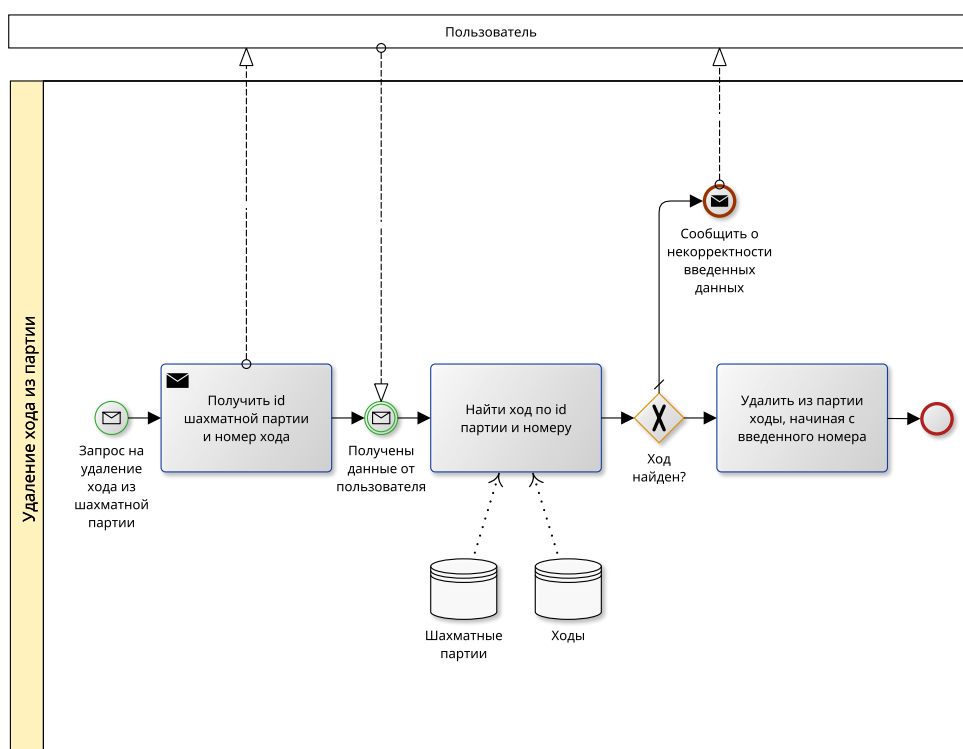 Пользователь
Удаление хода из партии
Сообщить о
некорректности
введенных
данных
Получить id
шахматной партии
и номер хода
Найти ход по id
партии и номеру
Удалить из партии
ходы, начиная с
введенного номера
Запрос на
удаление
хода из
шахматной
партии
Получены
данные от
пользователя
Ход
найден?
Шахматные
партии
Ходы